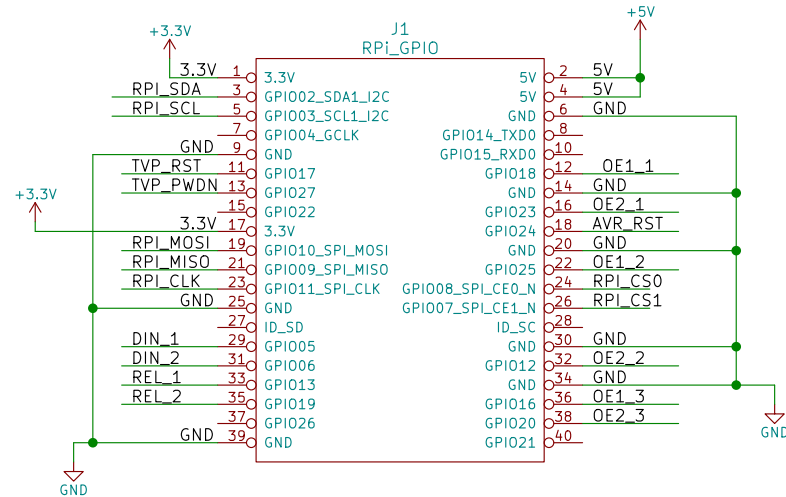 +5V
J1
+3.3V
RPi_GPIO
3.3V 1 3.3V 5V 2 5V
RPI_SDA 3 GPIO02_SDA1_I2C 5V 4 5V
RPI_SCL 5 GPIO03_SCL1_I2C GND 6 GND
7 GPIO04_GCLK GPIO14_TXD0 8
GND 9 GND GPIO15_RXD0 10
TVP_RST 11 GPIO17 GPIO18 12 OE1_1
TVP_PWDN 13 GPIO27 GND 14 GND
+3.3V
15 GPIO22 GPIO23 16 OE2_1
3.3V 17 3.3V GPIO24 18 AVR_RST
RPI_MOSI 19 GPIO10_SPI_MOSI GND 20 GND
RPI_MISO 21 GPIO09_SPI_MISO GPIO25 22 OE1_2
RPI_CLK 23 GPIO11_SPI_CLK GPIO08_SPI_CE0_N 24 RPI_CS0
GND 25 GND GPIO07_SPI_CE1_N 26 RPI_CS1
27 ID_SD ID_SC 28
DIN_1 29 GPIO05 GND 30 GND
DIN_2 31 GPIO06 GPIO12 32 OE2_2
REL_1 33 GPIO13 GND 34 GND
REL_2 35 GPIO19 GPIO16 36 OE1_3
37 GPIO26 GPIO20 38 OE2_3
GND
GND 39 GND GPIO21 40
GND